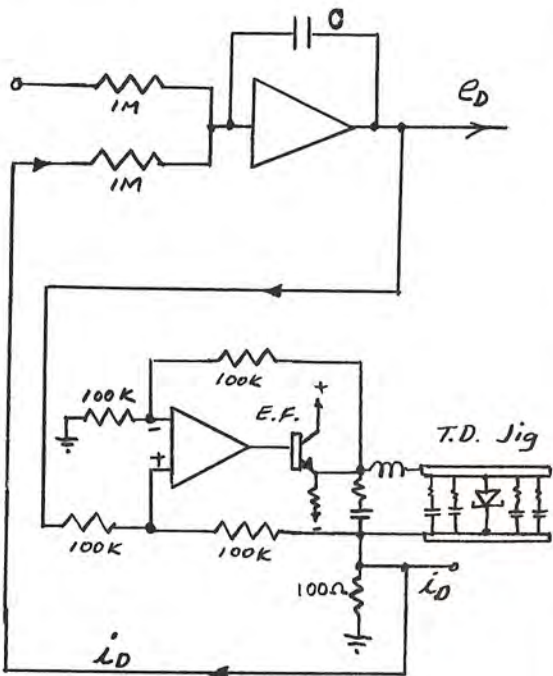 C
1M
e_D
1M
100K
100K
E.F.
+
T.D. Jig
-
+
-
100K
100K
100Ω
i_D
i_D